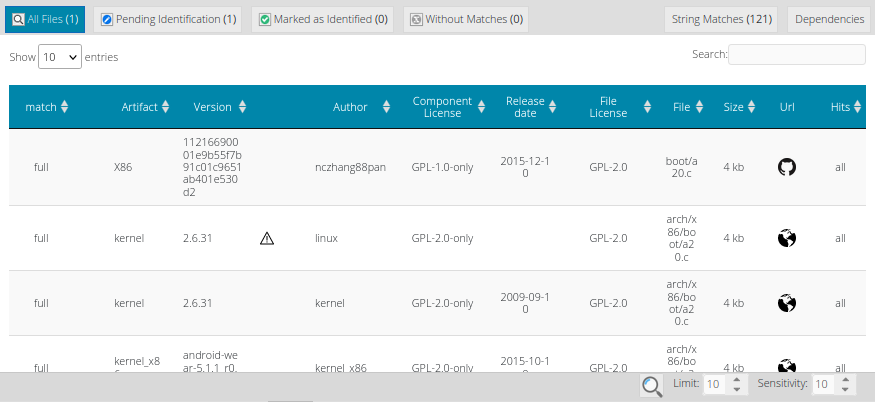 All Files (1) Pending Identification (1) Marked as Identified (0) Without Matches (0) String Matches (121) Dependencies
Show 10 entries Search:
match Artifact Version Author Component License Release date File License File Size Url Hits
full X86 11216690001e9b55f7b91c01c9651ab401e530d2 nczhang88pan GPL-1.0-only 2015-12-10 GPL-2.0 boot/a20.c 4 kb all
full kernel 2.6.31 linux GPL-2.0-only GPL-2.0 arch/x86/boot/a20.c 4 kb all
full kernel 2.6.31 kernel GPL-2.0-only 2009-09-10 GPL-2.0 arch/x86/boot/a20.c 4 kb all
full kernel_x8 android-wear-5.1.1_r0. kernel_x86 GPL-2.0-only 2015-10-1 GPL-2.0 arch/x86/boot/a2 4 kb all
Limit: 10 Sensitivity: 10